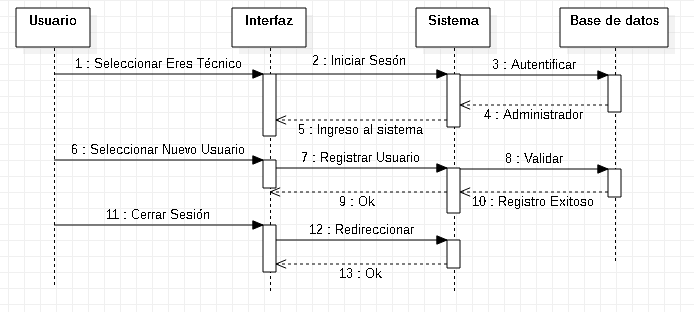 Usuario
Interfaz
Sistema
Base de datos
1 : Seleccionar Eres Técnico
2 : Iniciar Sesón
3 : Autentificar
4 : Administrador
5 : Ingreso al sistema
6 : Seleccionar Nuevo Usuario
7 : Registrar Usuario
8 : Validar
9 : Ok
10 : Registro Exitoso
11 : Cerrar Sesión
12 : Redireccionar
13 : Ok